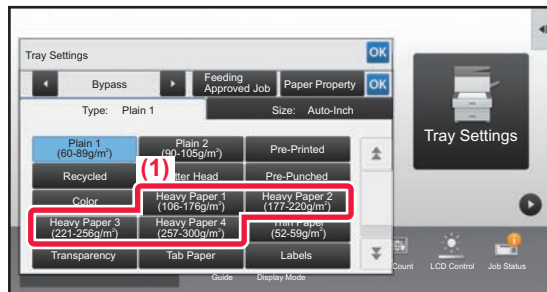 Tray Settings
OK
Bypass
Feeding
Approved Job
Paper Property
OK
Type: Plain 1
Size: Auto-Inch
Plain 1
(60-89g/m²)
Plain 2
(90-105g/m²)
Pre-Printed
Recycled
(1)
tter Head
Pre-Punched
Color
Heavy Paper 1
(106-176g/m²)
Heavy Paper 2
(177-220g/m²)
Heavy Paper 3
(221-256g/m²)
Heavy Paper 4
(257-300g/m²)
Thin Paper
(52-59g/m²)
Transparency
Tab Paper
Labels
Tray Settings
Guide
Display Mode
Count
LCD Control
Job Status